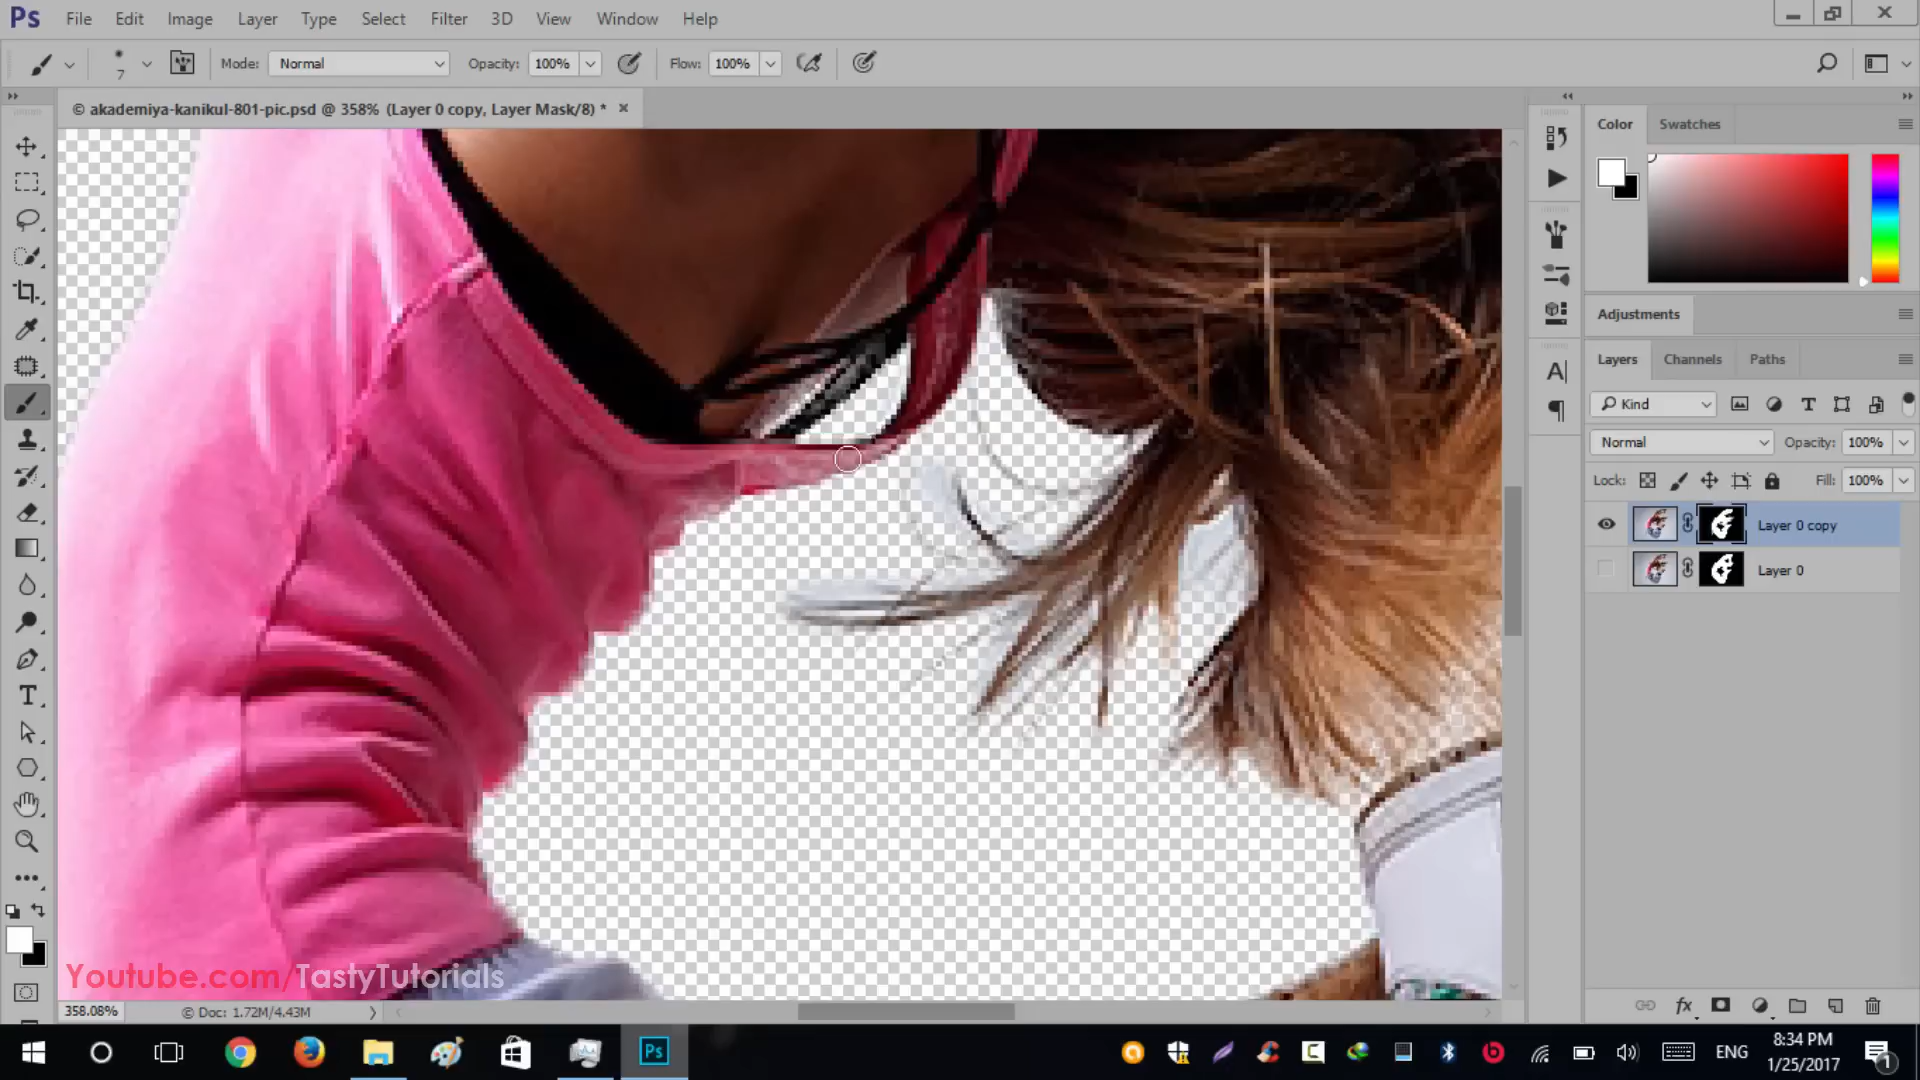 Ps File Edit Image Layer Type Select Filter 3D View Window Help
7 Mode: Normal Opacity: 100% Flow: 100%
© akademiya-kanikul-801-pic.psd @ 358% (Layer 0 copy, Layer Mask/8) *
Color Swatches
Adjustments
Layers Channels Paths
Kind
Normal Opacity: 100%
Lock: Fill: 100%
Layer 0 copy
Layer 0
Youtube.com/TastyTutorials
358.08% © Doc: 1.72M/4.43M
Ps ENG 8:34 PM
1/25/2017
1